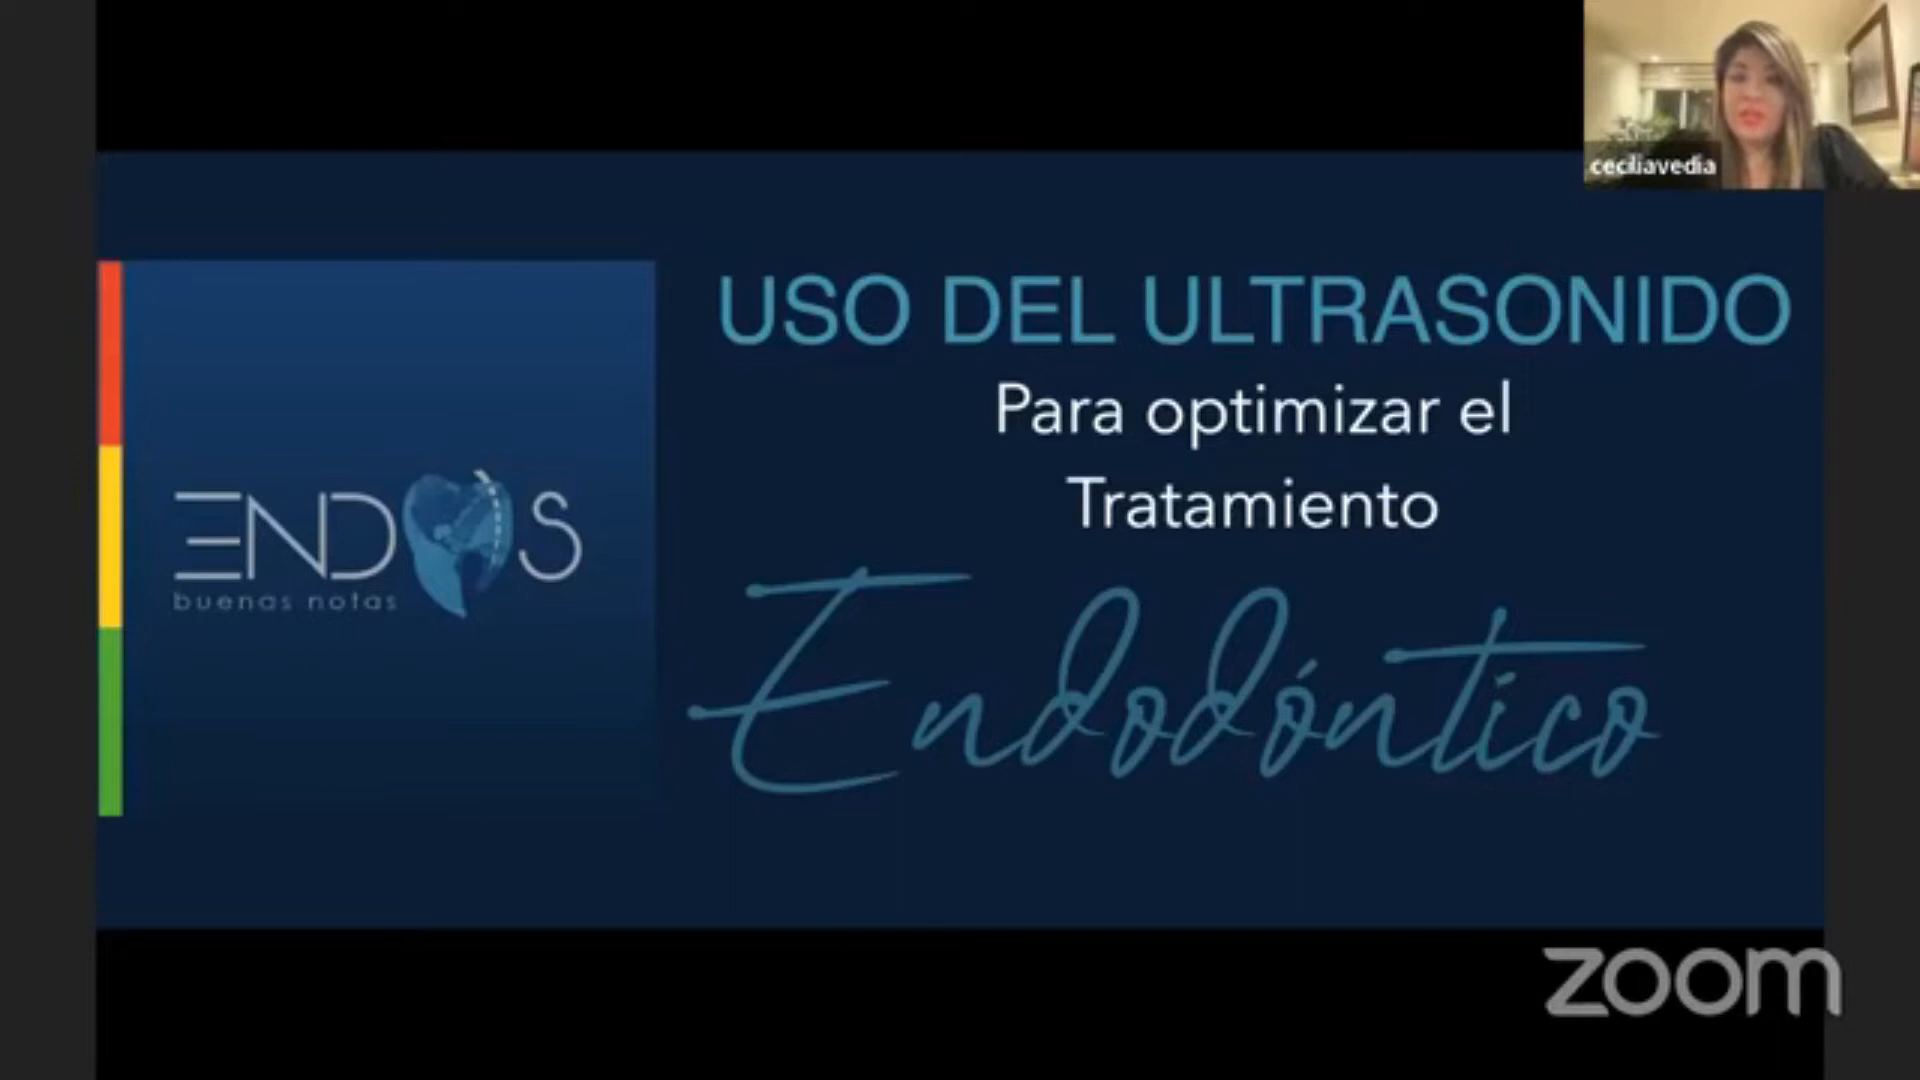 ceciliavedia
USO DEL ULTRASONIDO
Para optimizar el
Tratamiento
Endodóntico
ENDOS
buenas notas
zoom